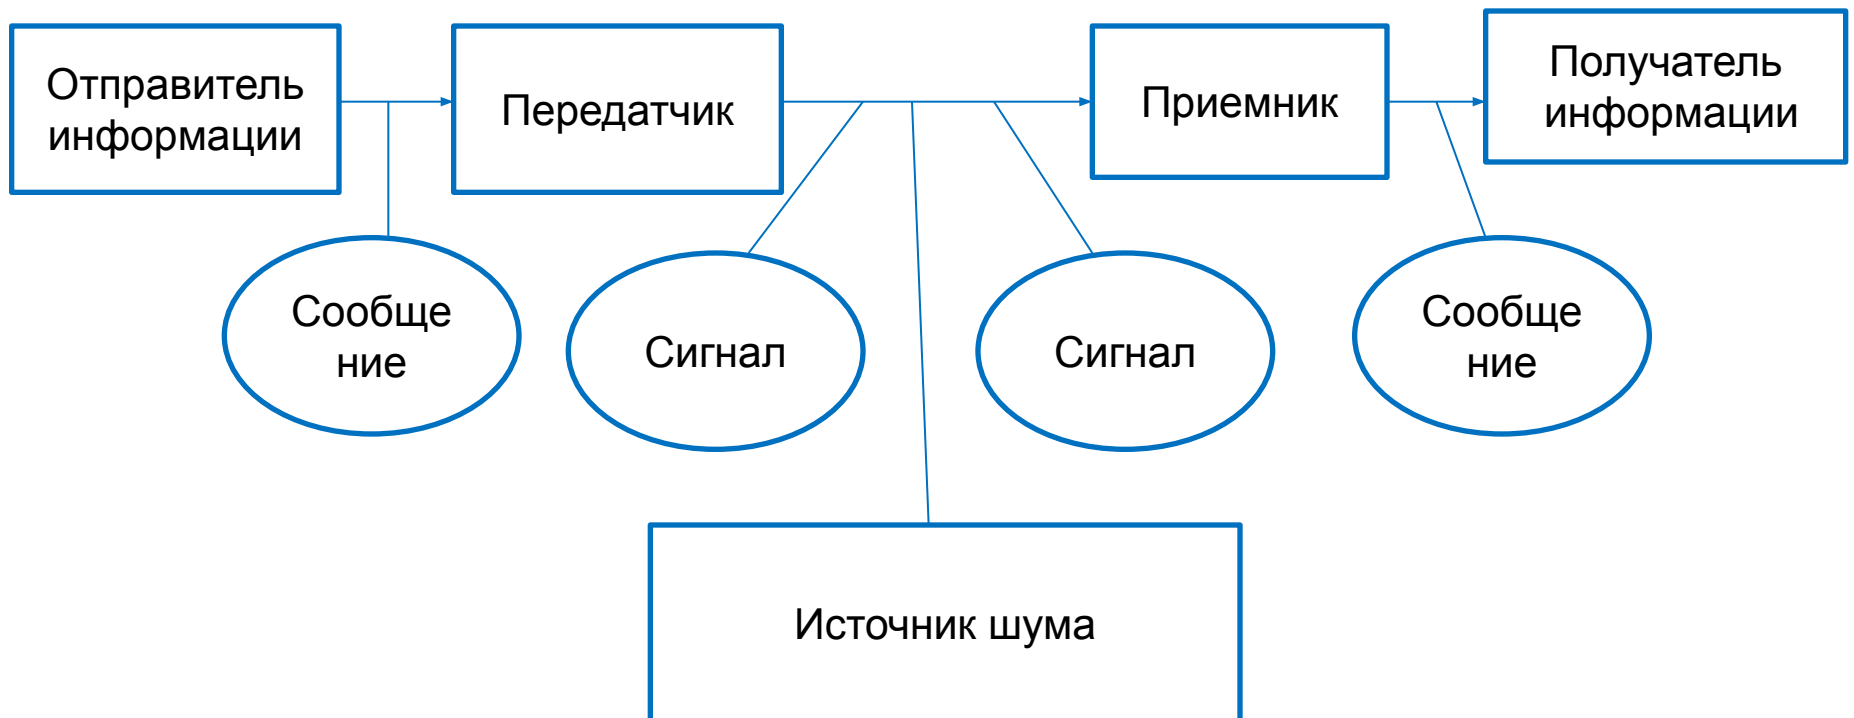 Отправитель
информации
Передатчик
Приемник
Получатель
информации
Сообще
ние
Сигнал
Сигнал
Сообще
ние
Источник шума